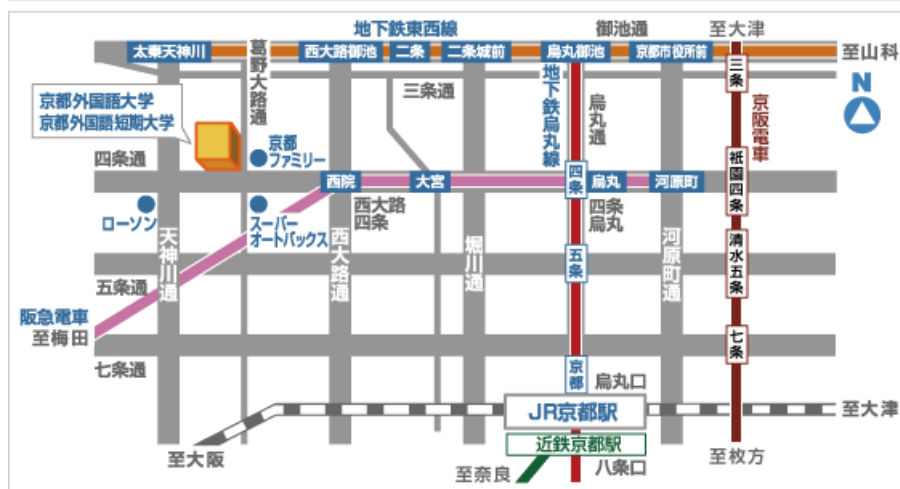 地下鉄東西線
御池通
至大津
太秦天神川
葛野大路通
西大路御池
二条
二条城前
烏丸御池
京都市役所前
至山科
三条
N
京都外国語大学
京都外国語短期大学
三条通
地下鉄烏丸線
烏丸通
京阪電車
四条通
京都
ファミリー
西院
大宮
四条
烏丸
河原町
祇園四条
ローソン
スーパー
オートバックス
西大路
四条
四条
烏丸
天神川通
西大路通
堀川通
五条
河原町通
清水五条
五条通
阪急電車
至梅田
七条
七条通
京都
烏丸口
JR京都駅
至大津
近鉄京都駅
至大阪
至奈良
八条口
至枚方